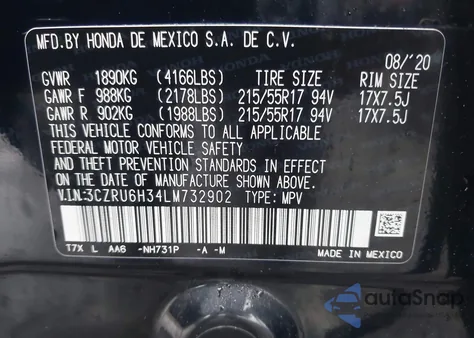 MFD.BY HONDA DE MEXICO S.A. DE C.V.
08/'20
GVWR 1890KG (4166LBS) TIRE SIZE RIM SIZE
GAWR F 988KG (2178LBS) 215/55R17 94V 17X7.5J
GAWR R 902KG (1988LBS) 215/55R17 94V 17X7.5J
THIS VEHICLE CONFORMS TO ALL APPLICABLE
FEDERAL MOTOR VEHICLE SAFETY
AND THEFT PREVENTION STANDARDS IN EFFECT
ON THE DATE OF MANUFACTURE SHOWN ABOVE.
V.I.N:3CZRU6H34LM732902 TYPE: MPV
T7X L AA6 -NH731P -A -M MADE IN MEXICO
autoSnap